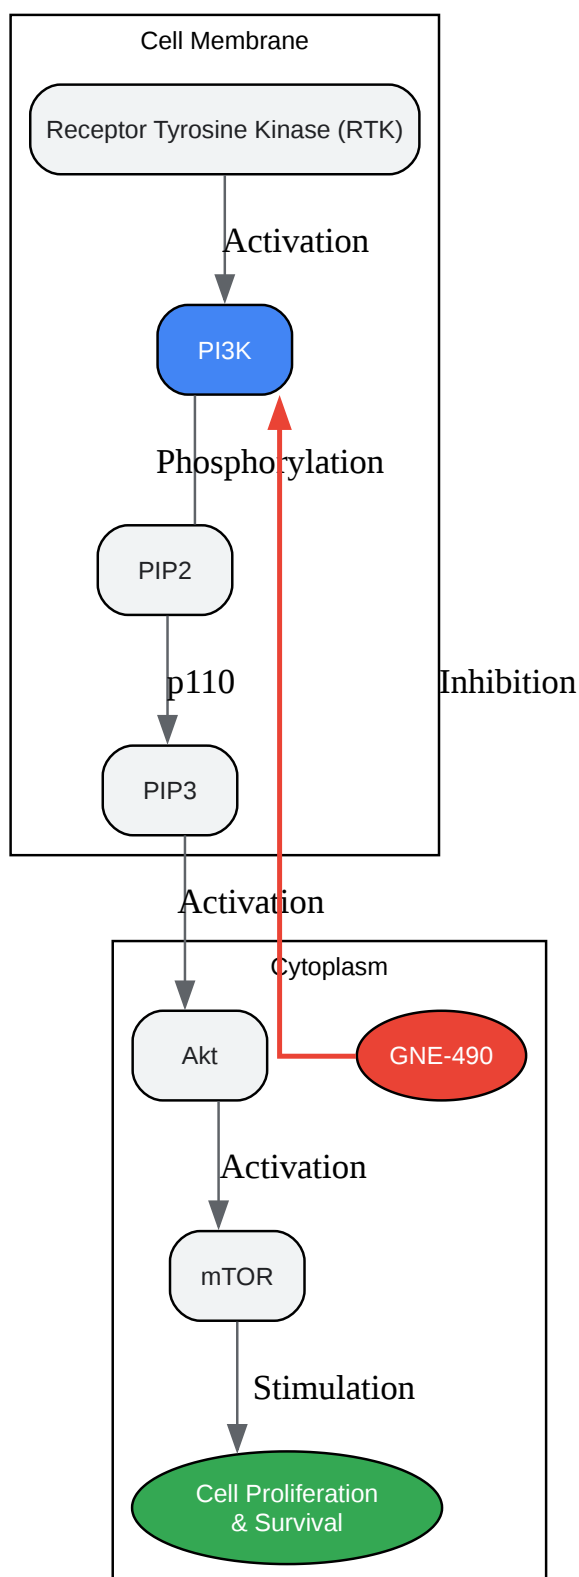 Cell Membrane
Receptor Tyrosine Kinase (RTK)
Activation
PI3K
Phosphorylation
PIP2
p110
Inhibition
PIP3
Activation
Cytoplasm
Akt
GNE-490
Activation
mTOR
Stimulation
Cell Proliferation
& Survival